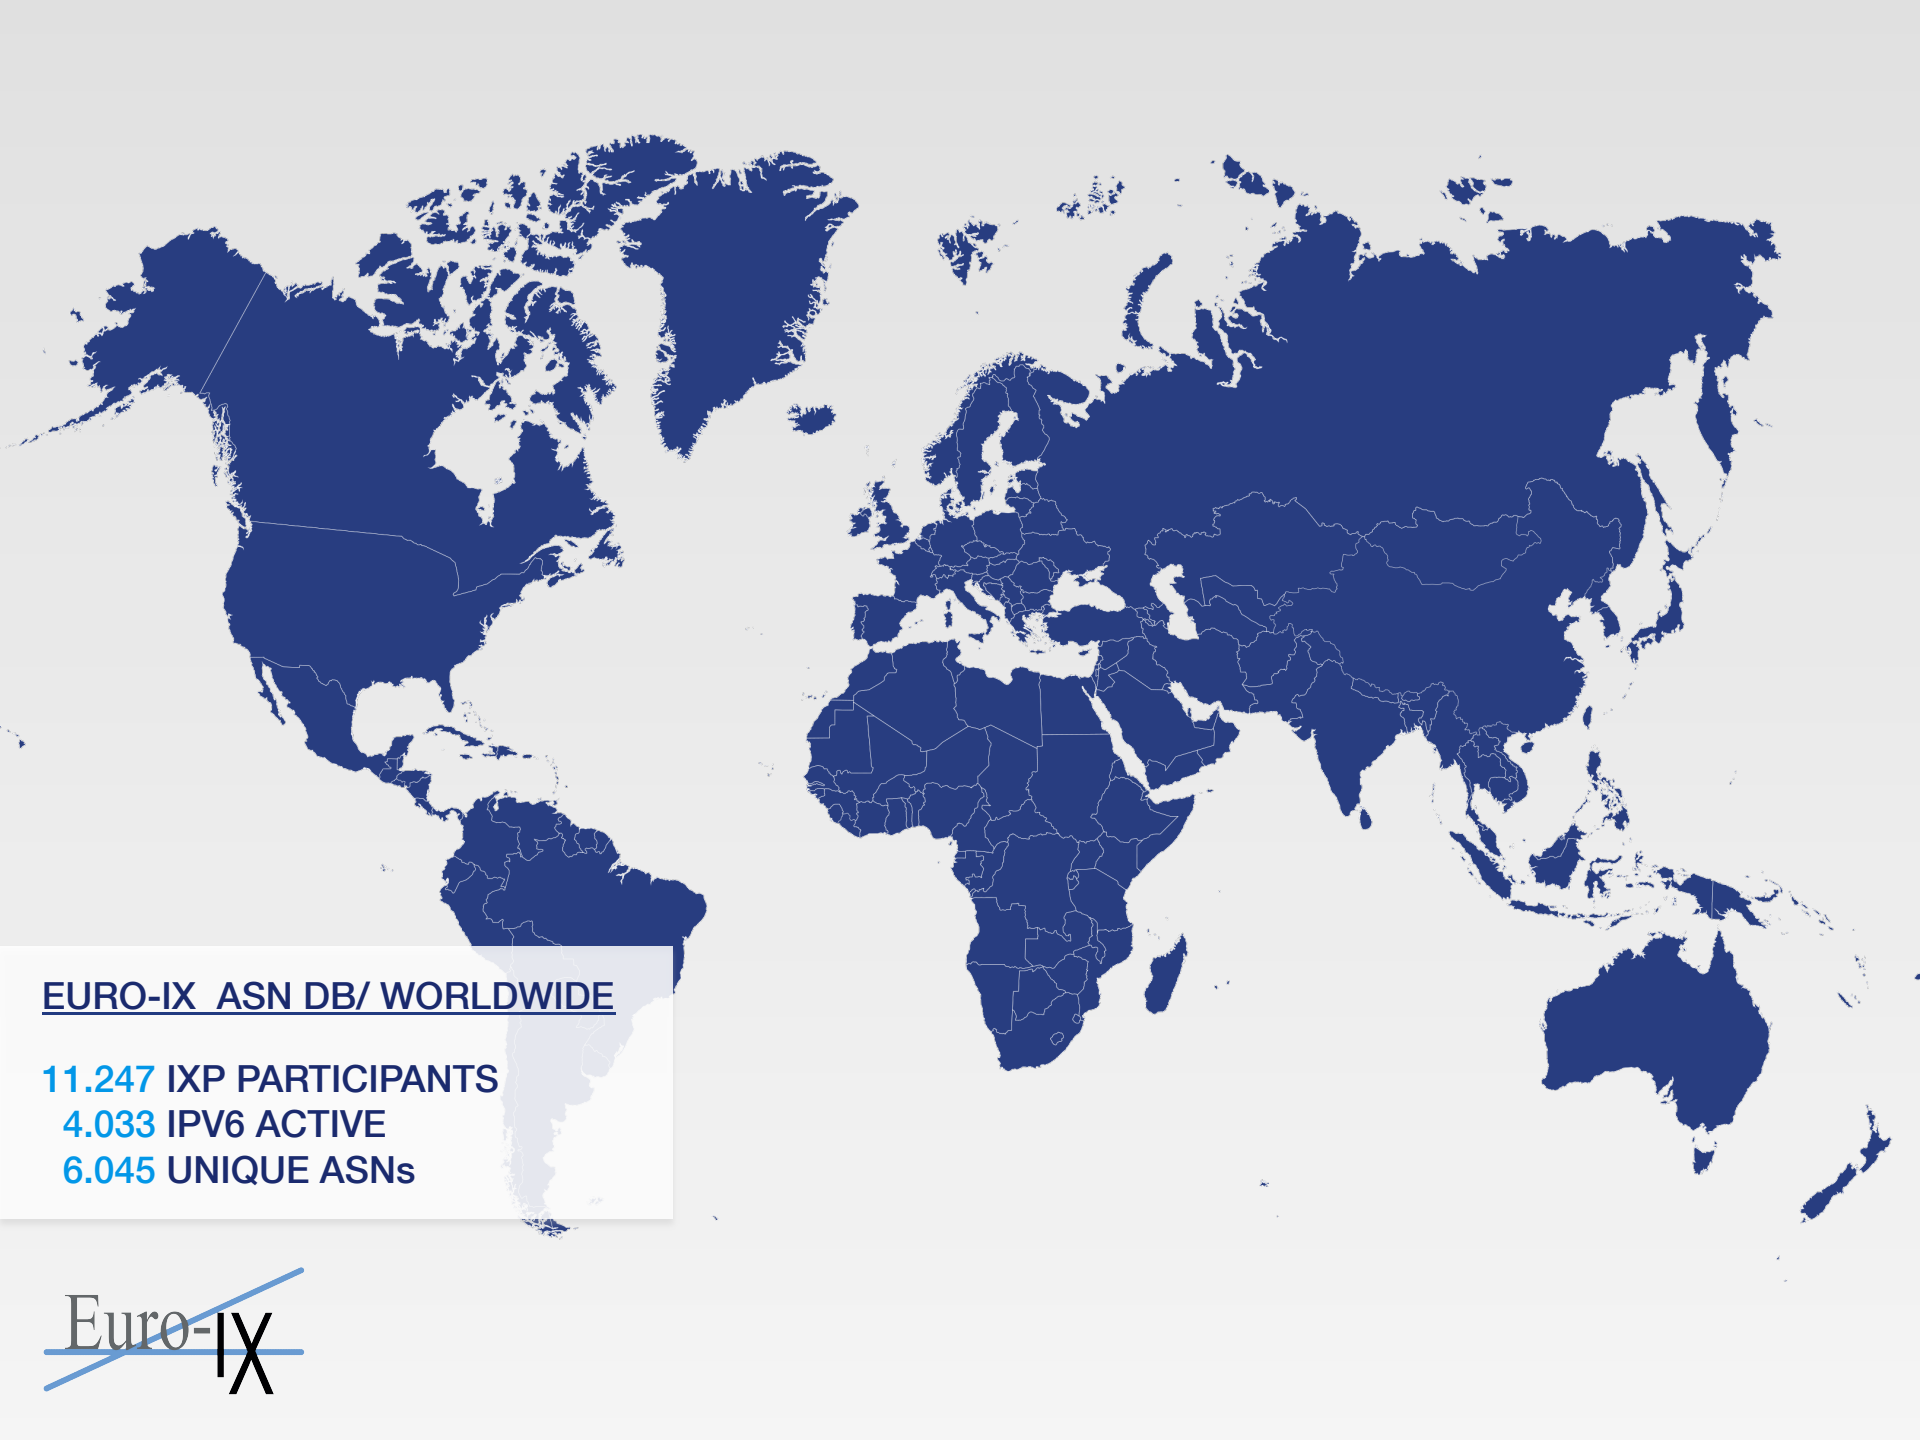 EURO-IX  ASN DB/ WORLDWIDE
11.247 IXP PARTICIPANTS
4.033 IPV6 ACTIVE
6.045 UNIQUE ASNs
Euro-IX